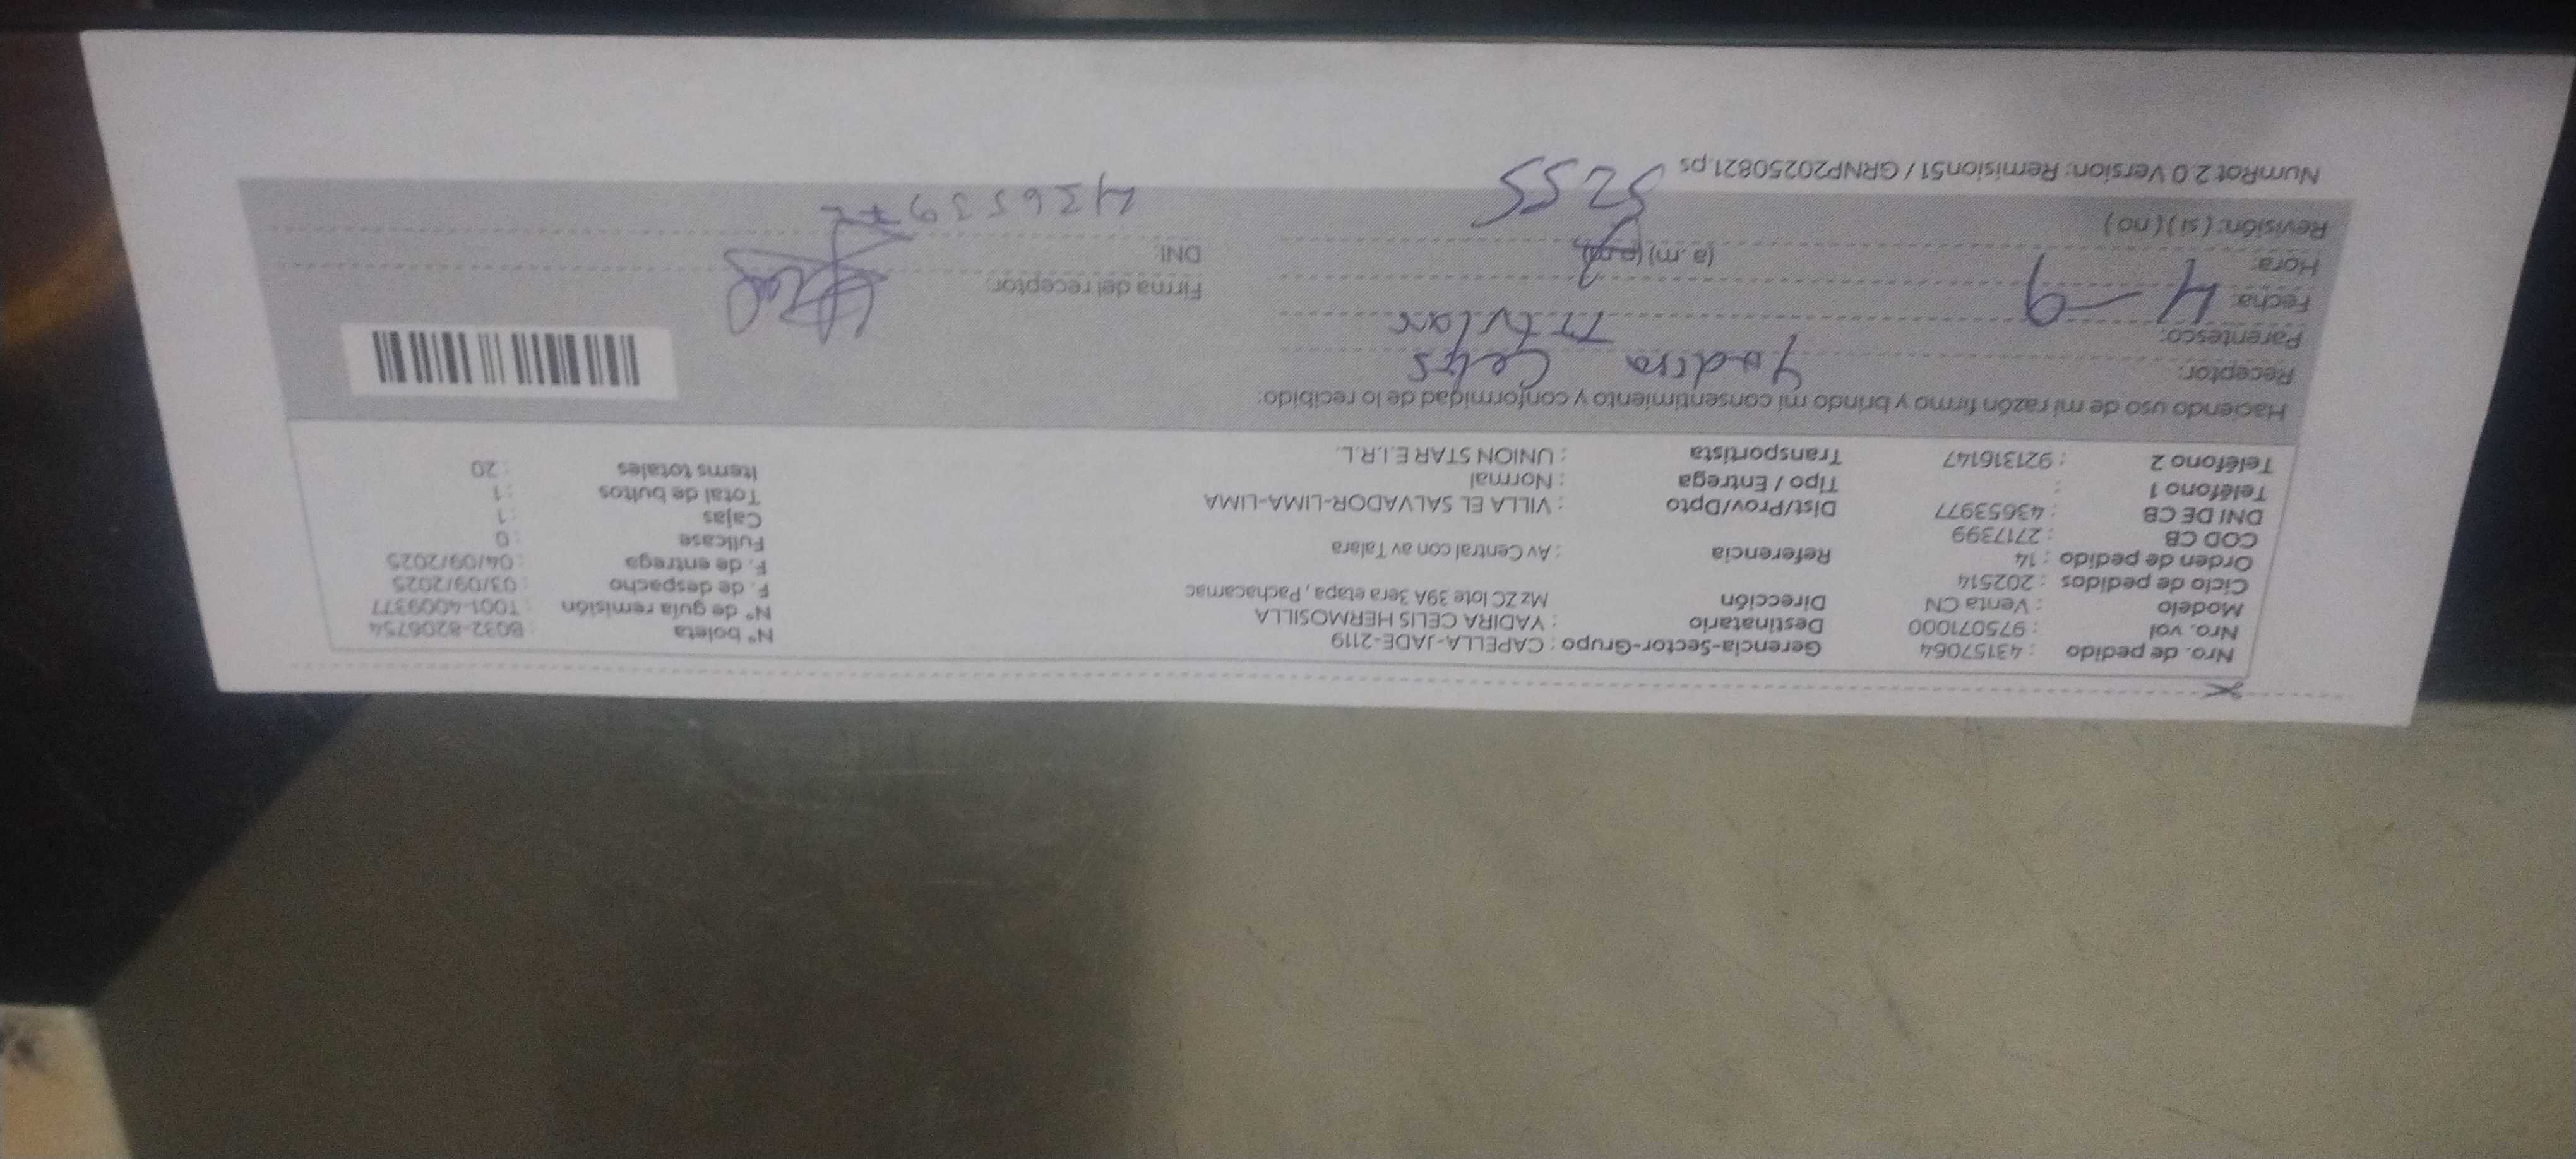 Nro. de pedido : 43157064 Gerencia-Sector-Grupo : CAPELLA-JADE-2119 N° boleta : B032-8206754
Nro. vol : 975071000 Destinatario : YADIRA CELIS HERMOSILLA N° de guía remisión : T001-4009377
Modelo : Venta CN Dirección Mz ZC lote 39A 3era etapa , Pachacamac F. de despacho : 03/09/2025
Ciclo de pedidos : 202514 F. de entrega : 04/09/2025
Orden de pedido : 14 Referencia : Av Central con av Talara Fullcase : 0
COD CB : 2717399 Cajas : 1
DNI DE CB : 43653977 Dist/Prov/Dpto : VILLA EL SALVADOR-LIMA-LIMA Total de bultos : 1
Teléfono 1 : Tipo / Entrega : Normal Items totales : 20
Teléfono 2 : 921316147 Transportista : UNION STAR E.I.R.L.
Haciendo uso de mi razón firmo y brindo mi consentimiento y conformidad de lo recibido:
Receptor: Yadira Celis
Parentesco: Titular
Fecha: 4-9 Firma del receptor:
Hora: (a. m) (p.m) DNI:
Revisión: ( si ) ( no ) 5255 43653977
NumRot 2.0 Version: Remision51 / GRNP20250821.ps